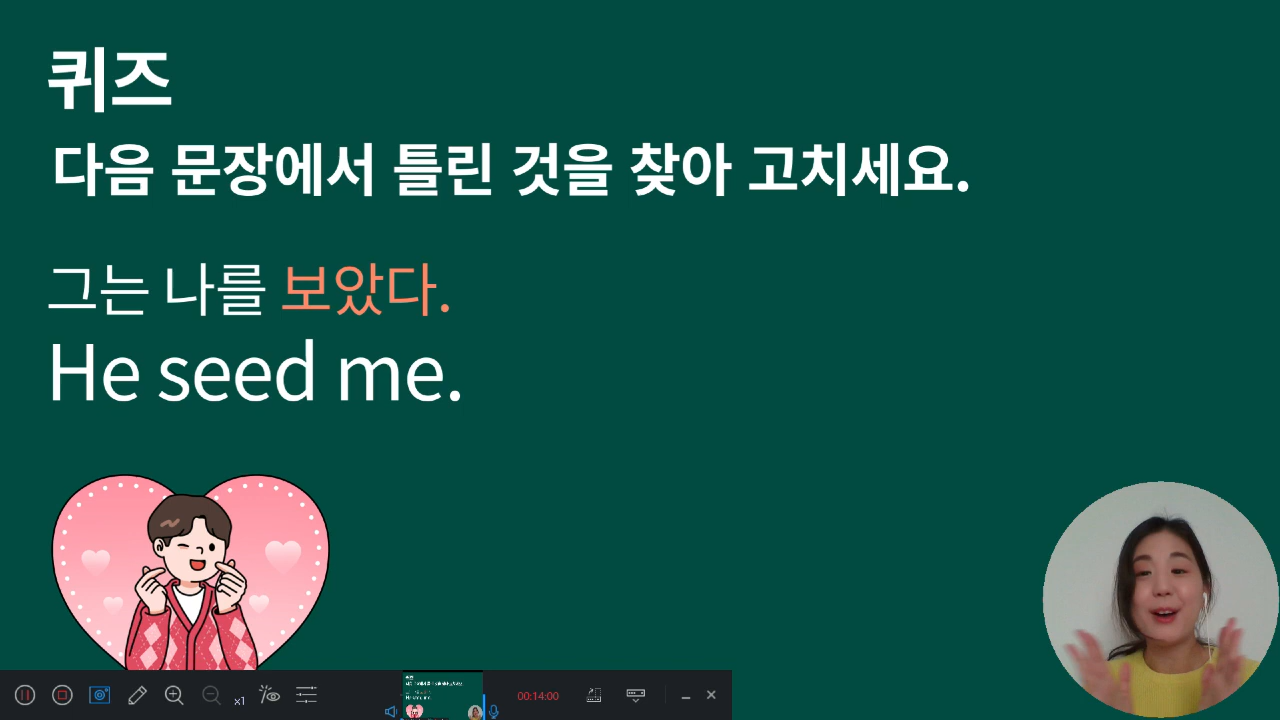 퀴즈
다음 문장에서 틀린 것을 찾아 고치세요.
그는 나를 보았다.
He seed me.
x1
00:14:00